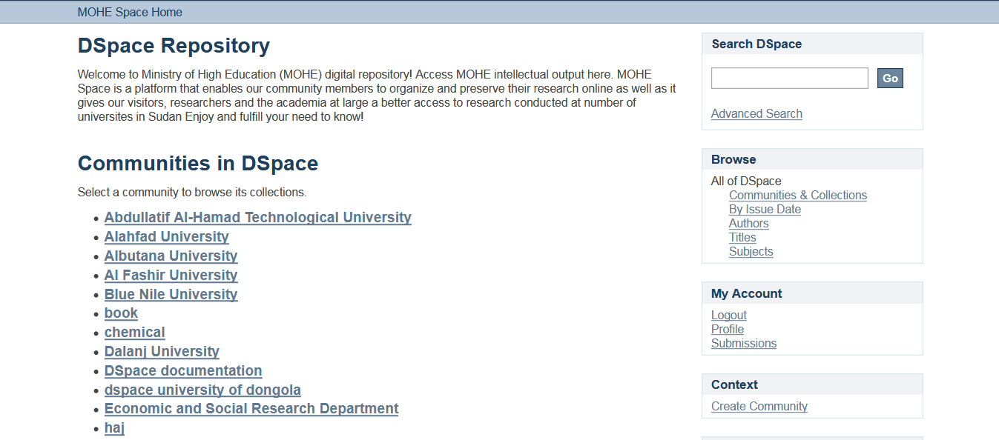 MOHE Space Home
DSpace Repository
Welcome to Ministry of High Education (MOHE) digital repository! Access MOHE intellectual output here. MOHE
Space is a platform that enables our community members to organize and preserve their research online as well as it
gives our visitors, researchers and the academia at large a better access to research conducted at number of
universites in Sudan Enjoy and fulfill your need to know!
Communities in DSpace
Select a community to browse its collections.
Abdullatif Al-Hamad Technological University
Alahfad University
Albutana University
Al Fashir University
Blue Nile University
book
chemical
Dalanj University
DSpace documentation
dspace university of dongola
Economic and Social Research Department
haj
Search DSpace
Go
Advanced Search
Browse
All of DSpace
Communities & Collections
By Issue Date
Authors
Titles
Subjects
My Account
Logout
Profile
Submissions
Context
Create Community